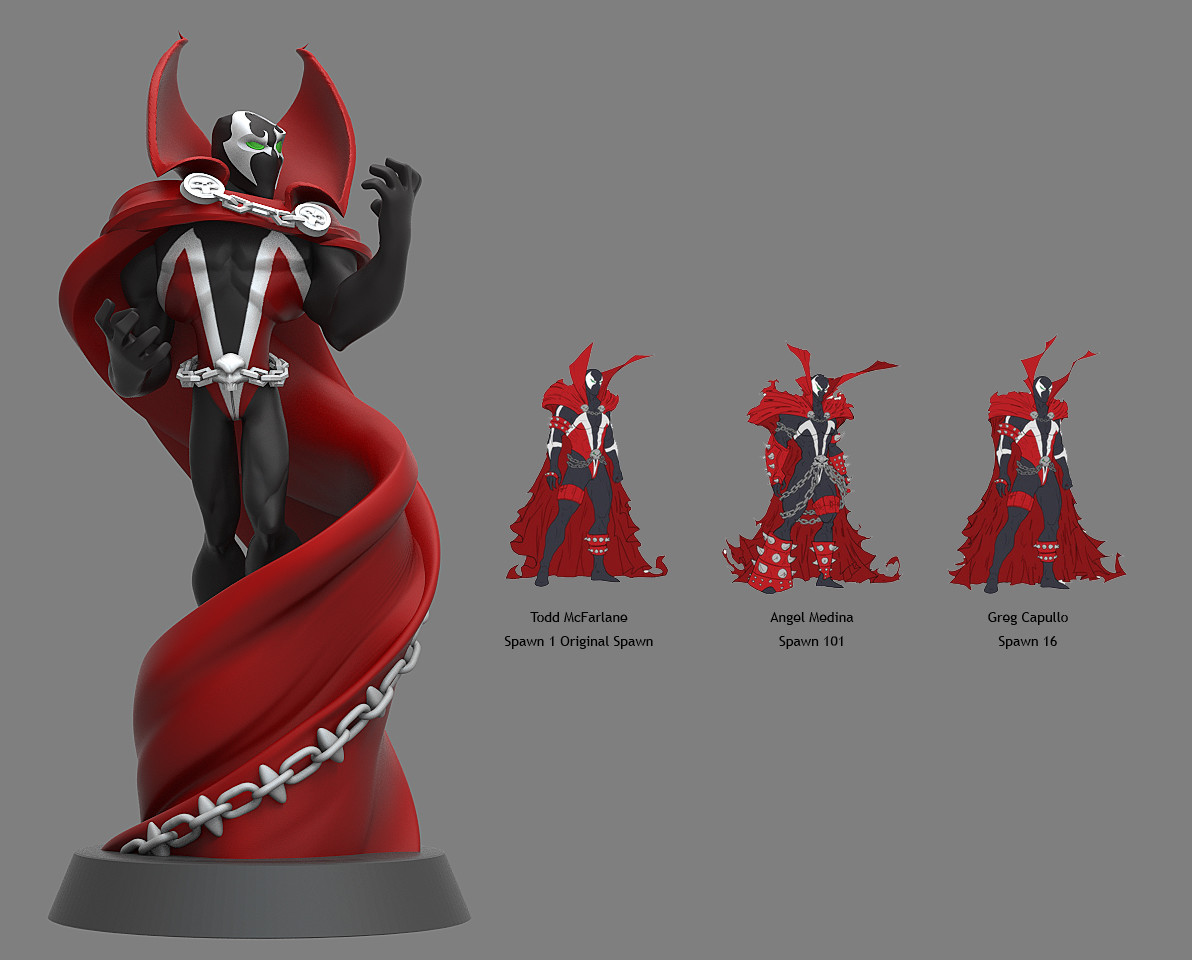 Todd McFarlane
Spawn 1 Original Spawn
Angel Medina
Spawn 101
Greg Capullo
Spawn 16